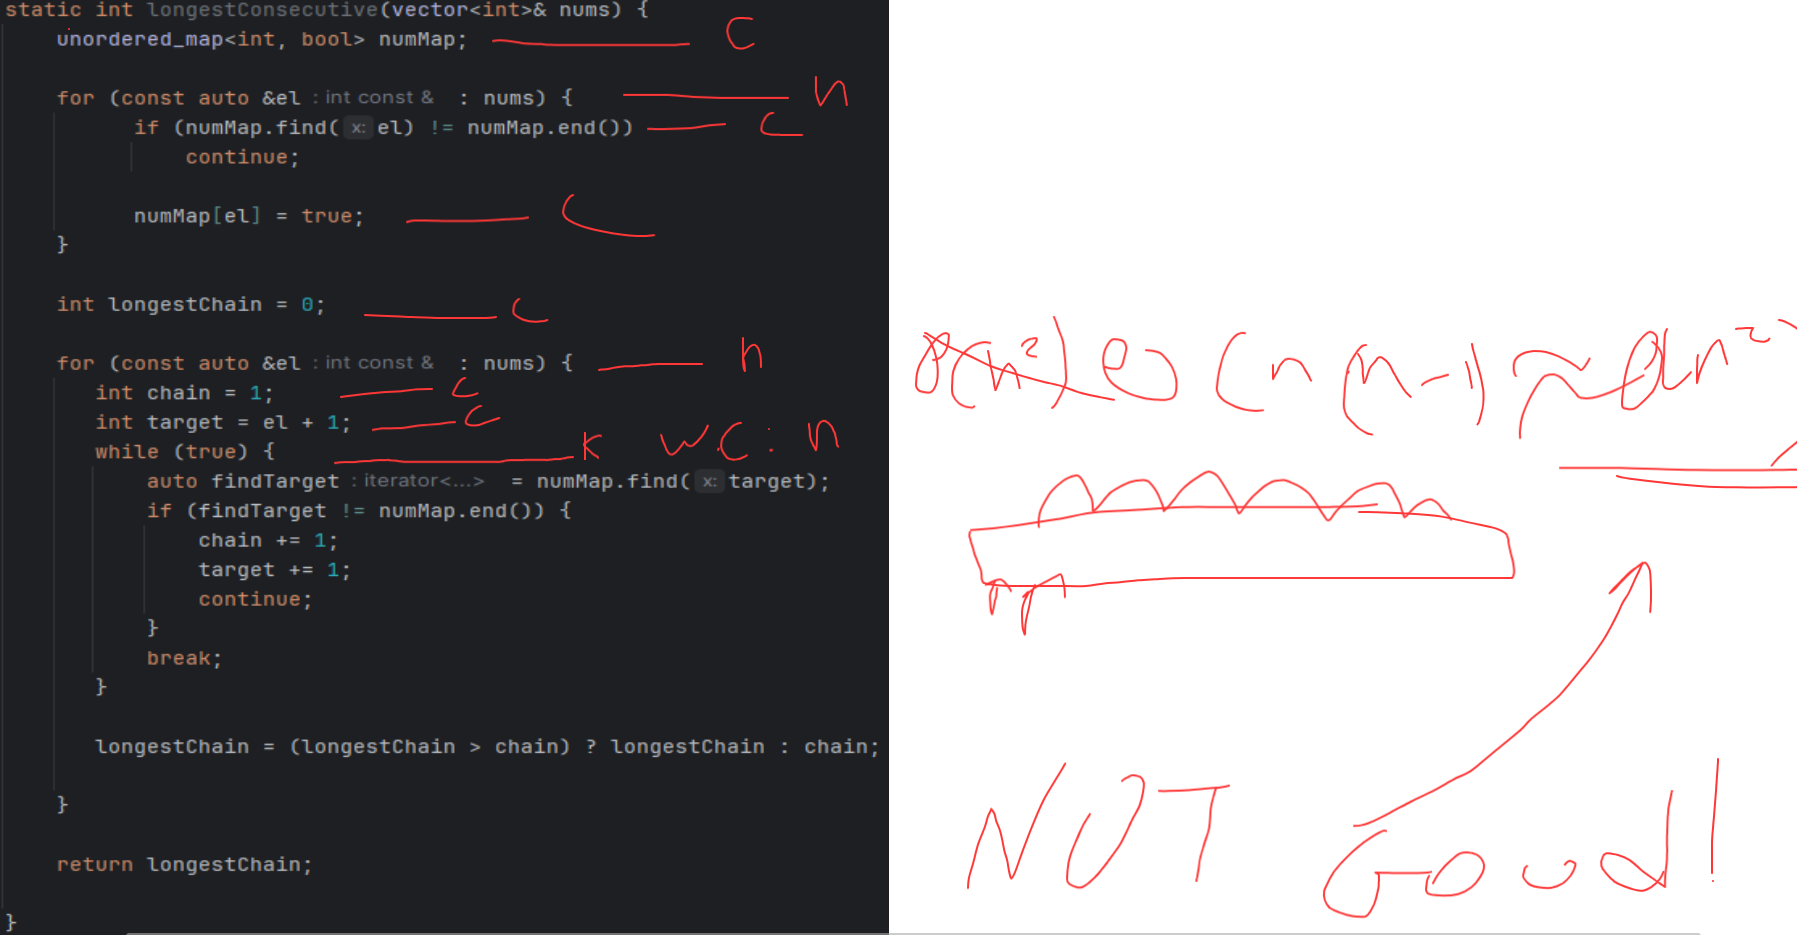 static int longestConsecutive(vector<int>& nums) {
unordered_map<int, bool> numMap; C
for (const auto &el : int const & : nums) { n
if (numMap.find( x: el) != numMap.end()) C
continue;
numMap[el] = true; C
}
int longestChain = 0; C
for (const auto &el : int const & : nums) { n
int chain = 1; C
int target = el + 1; C
while (true) { K W.C: n
auto findTarget : iterator<...> = numMap.find( x: target);
if (findTarget != numMap.end()) {
chain += 1;
target += 1;
continue;
}
break;
}
longestChain = (longestChain > chain) ? longestChain : chain;
}
return longestChain;
}
O(n²) (n(n-1) ~ O(n²)
NOT Good!